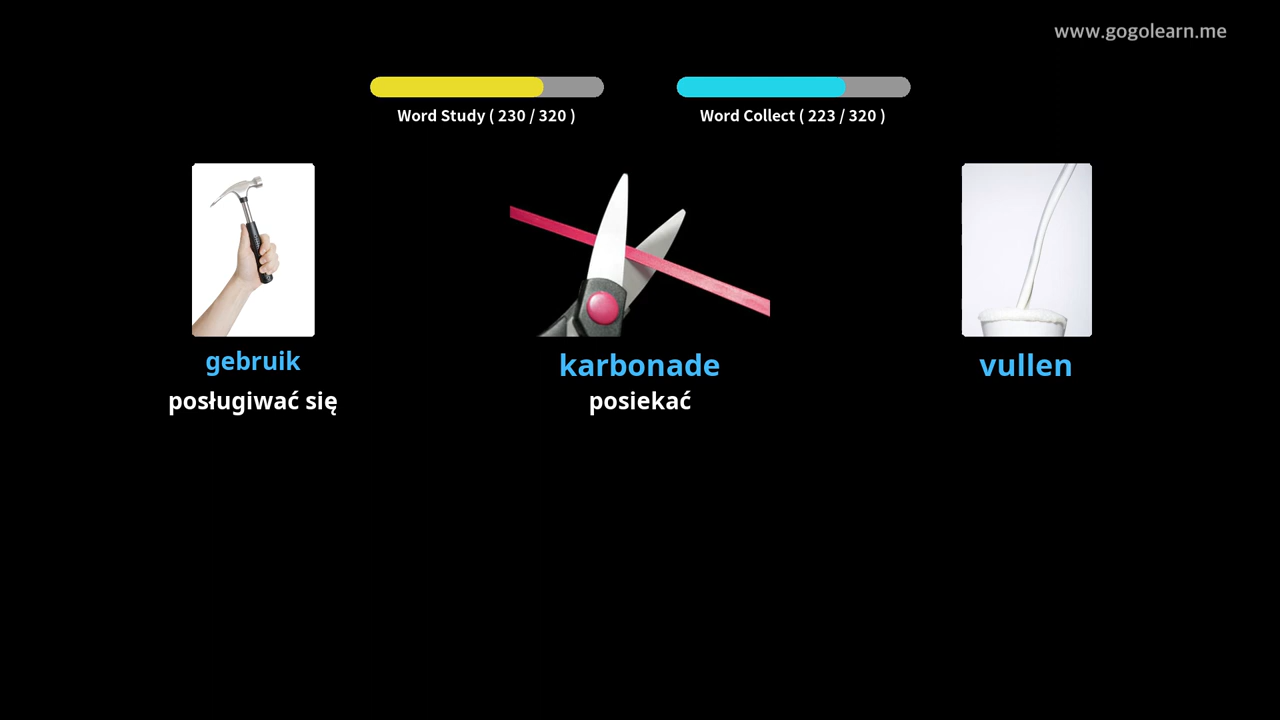 www.gogolearn.me
Word Study ( 230 / 320 )
Word Collect ( 223 / 320 )
gebruik
posługiwać się
karbonade
posiekać
vullen